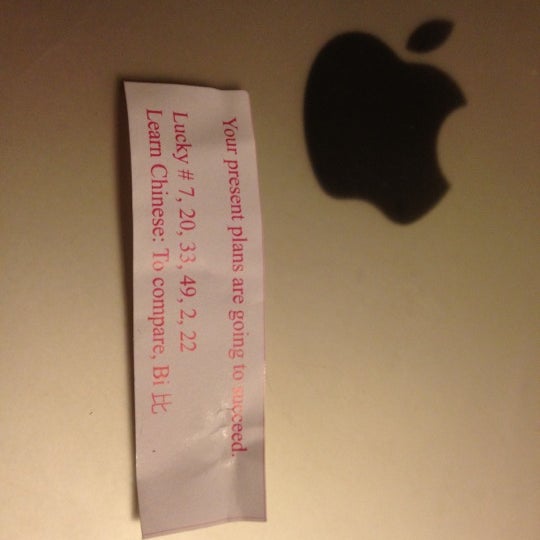 Your present plans are going to succeed.
Lucky # 7, 20, 33, 49, 2, 22
Learn Chinese: To compare, Bi 比